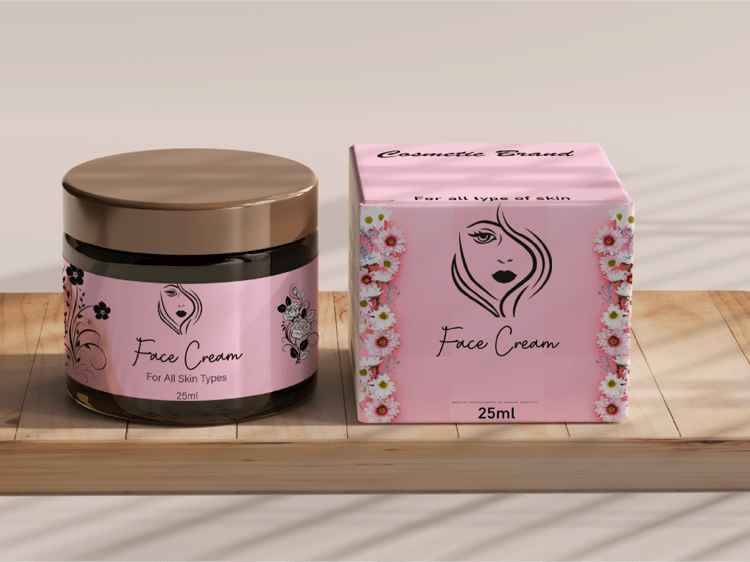 Face Cream
For All Skin Types
25ml
Cosmetic Brand
For all type of skin
Face Cream
25ml